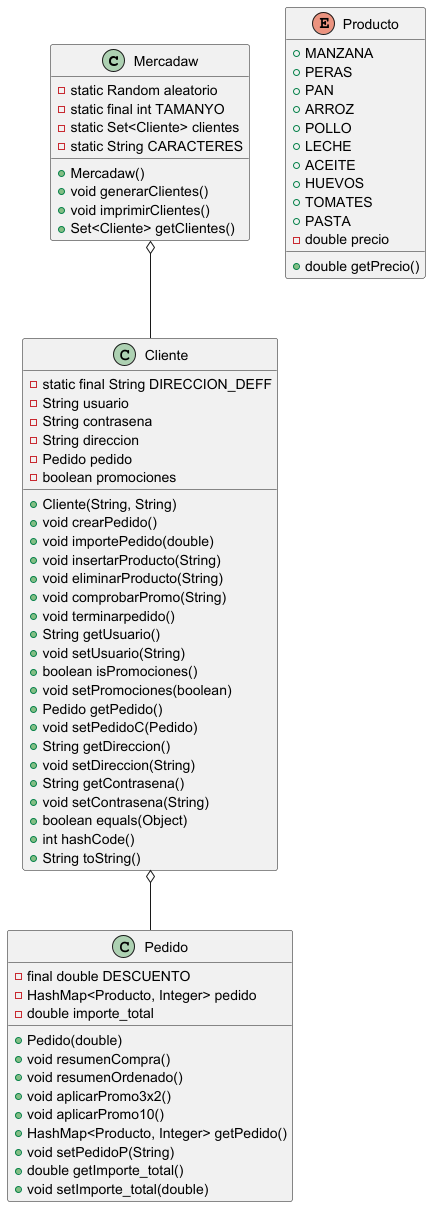 C Mercadaw
static Random aleatorio
static final int TAMANYO
static Set<Cliente> clientes
static String CARACTERES
Mercadaw()
void generarClientes()
void imprimirClientes()
Set<Cliente> getClientes()
E Producto
MANZANA
PERAS
PAN
ARROZ
POLLO
LECHE
ACEITE
HUEVOS
TOMATES
PASTA
double precio
double getPrecio()
C Cliente
static final String DIRECCION_DEFF
String usuario
String contrasena
String direccion
Pedido pedido
boolean promociones
Cliente(String, String)
void crearPedido()
void importePedido(double)
void insertarProducto(String)
void eliminarProducto(String)
void comprobarPromo(String)
void terminarpedido()
String getUsuario()
void setUsuario(String)
boolean isPromociones()
void setPromociones(boolean)
Pedido getPedido()
void setPedidoC(Pedido)
String getDireccion()
void setDireccion(String)
String getContrasena()
void setContrasena(String)
boolean equals(Object)
int hashCode()
String toString()
C Pedido
final double DESCUENTO
HashMap<Producto, Integer> pedido
double importe_total
Pedido(double)
void resumenCompra()
void resumenOrdenado()
void aplicarPromo3x2()
void aplicarPromo10()
HashMap<Producto, Integer> getPedido()
void setPedidoP(String)
double getImporte_total()
void setImporte_total(double)